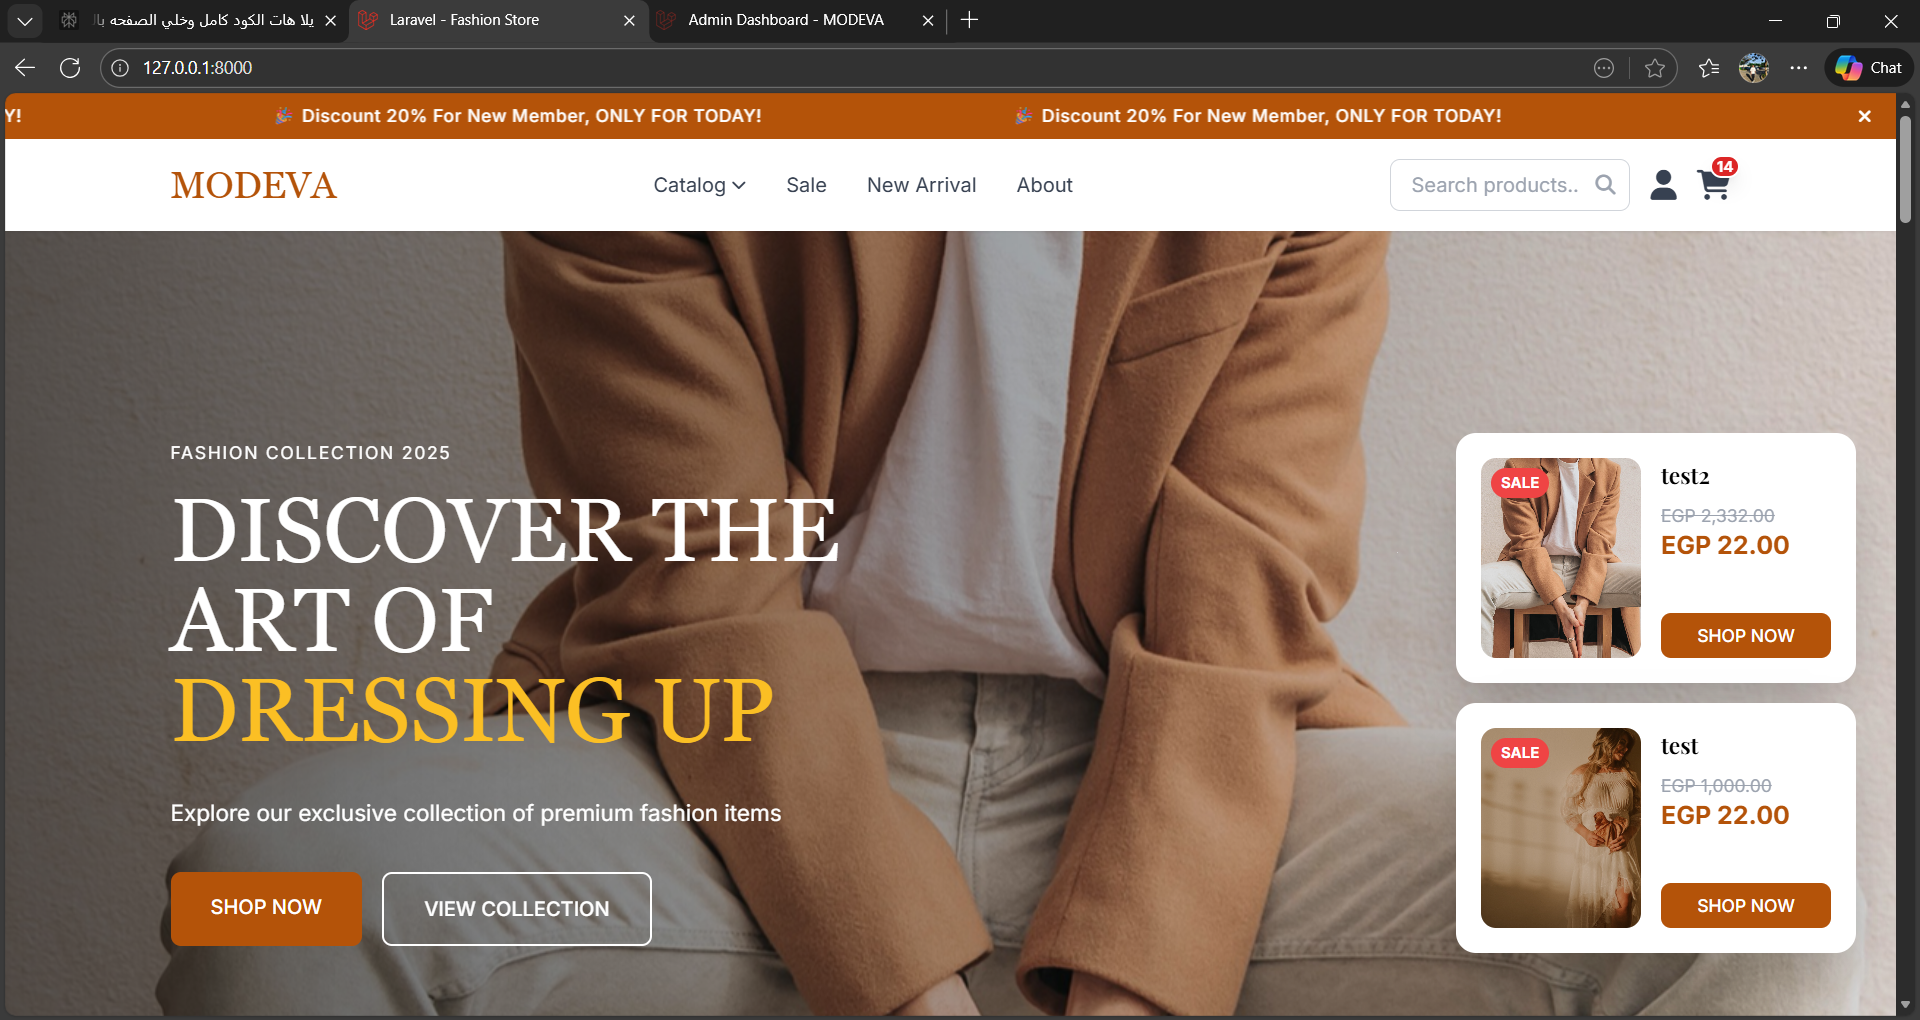 يلا هات الكود كامل وخلي الصفحه بال
Laravel - Fashion Store
Admin Dashboard - MODEVA
127.0.0.1:8000
Chat
Y!
🎉 Discount 20% For New Member, ONLY FOR TODAY!
🎉 Discount 20% For New Member, ONLY FOR TODAY!
MODEVA
Catalog
Sale
New Arrival
About
Search products..
14
FASHION COLLECTION 2025
DISCOVER THE
ART OF
DRESSING UP
Explore our exclusive collection of premium fashion items
SHOP NOW
VIEW COLLECTION
SALE
test2
EGP 2,332.00
EGP 22.00
SHOP NOW
SALE
test
EGP 1,000.00
EGP 22.00
SHOP NOW